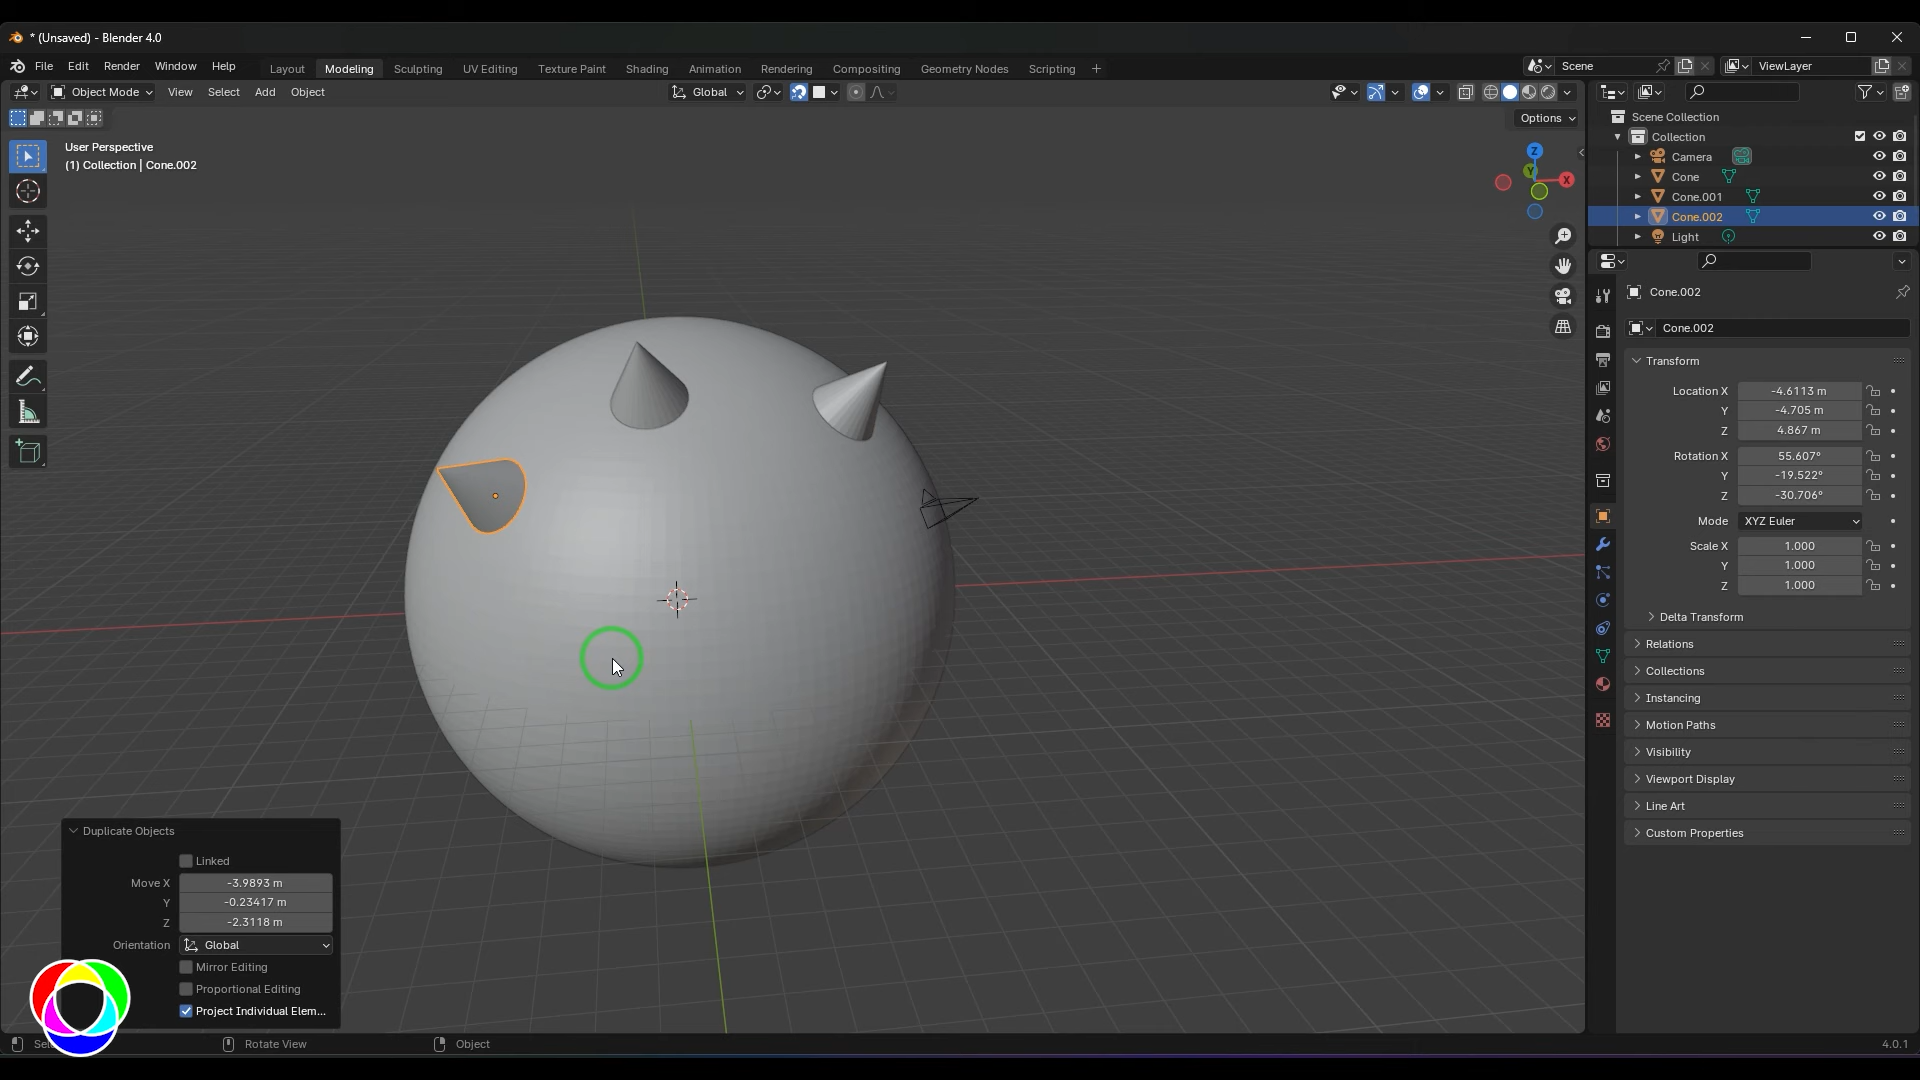 * (Unsaved) - Blender 4.0
File Edit Render Window Help Layout Modeling Sculpting UV Editing Texture Paint Shading Animation Rendering Compositing Geometry Nodes Scripting + Scene ViewLayer
Object Mode View Select Add Object Global
Options
User Perspective
(1) Collection | Cone.002
Z
Y
X
Scene Collection
Collection
Camera
Cone
Cone.001
Cone.002
Light
Cone.002
Cone.002
Transform
Location X -4.6113 m
Y -4.705 m
Z 4.867 m
Rotation X 55.607°
Y -19.522°
Z -30.706°
Mode XYZ Euler
Scale X 1.000
Y 1.000
Z 1.000
Delta Transform
Relations
Collections
Instancing
Motion Paths
Visibility
Viewport Display
Line Art
Custom Properties
Duplicate Objects
Linked
Move X -3.9893 m
Y -0.23417 m
Z -2.3118 m
Orientation Global
Mirror Editing
Proportional Editing
Project Individual Elem...
Rotate View Object 4.0.1